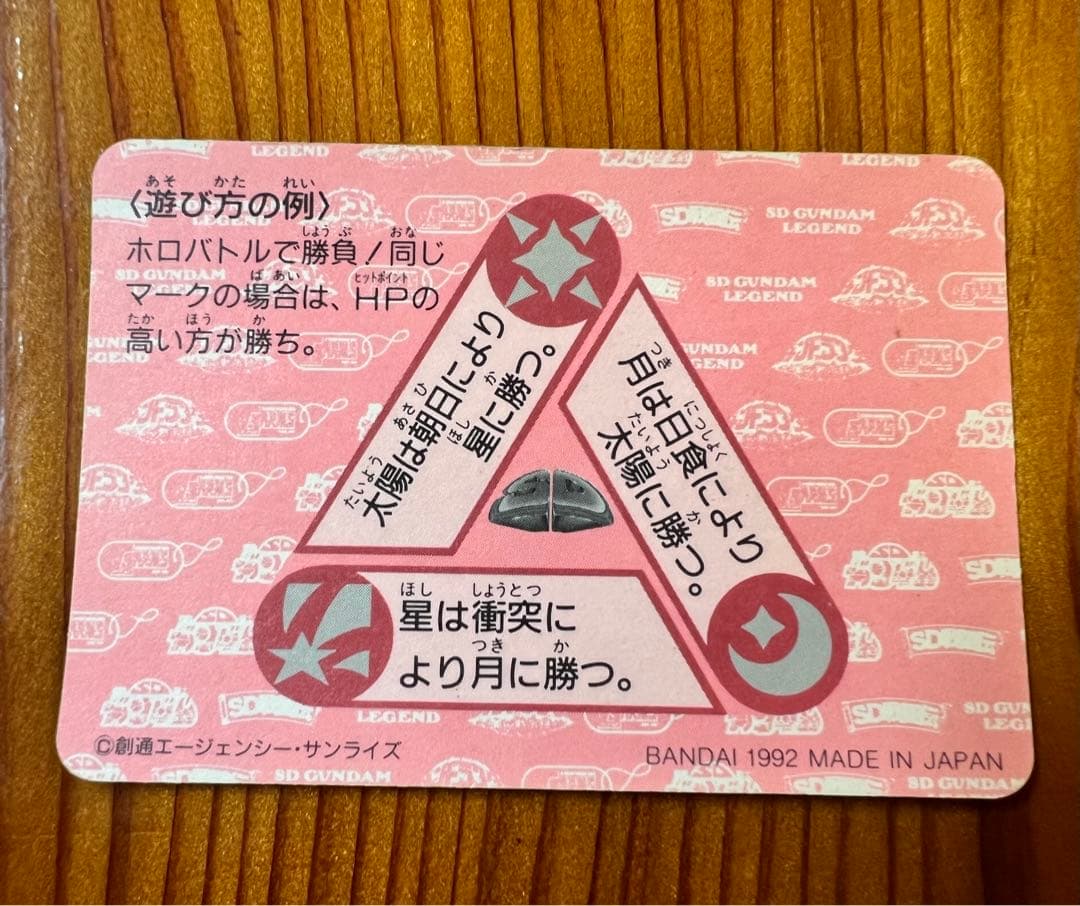 〈遊び方の例〉
ホロバトルで勝負！同じ
マークの場合は、HPの
高い方が勝ち。
太陽は朝日により
星に勝つ。
月は日食により
太陽に勝つ。
星は衝突に
より月に勝つ。
©創通エージェンシー・サンライズ
BANDAI 1992 MADE IN JAPAN
SD GUNDAM
LEGEND